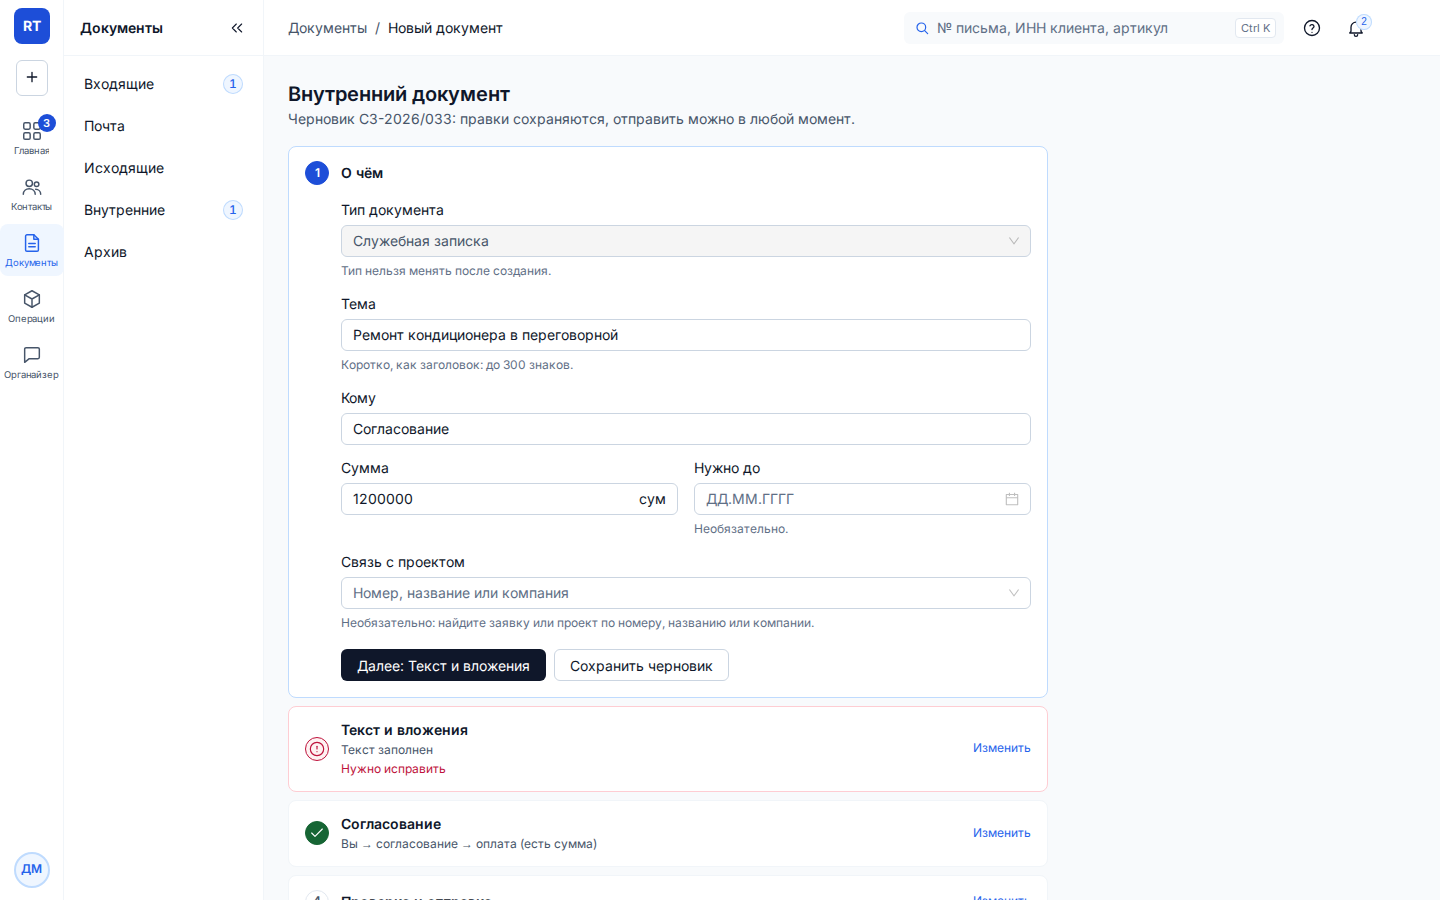 RT
Документы
Документы / Новый документ
№ письма, ИНН клиента, артикул
Ctrl K
2
3
Главная
Контакты
Документы
Операции
Органайзер
ДМ
Входящие
1
Почта
Исходящие
Внутренние
1
Архив
Внутренний документ
Черновик СЗ-2026/033: правки сохраняются, отправить можно в любой момент.
1
О чём
Тип документа
Служебная записка
Тип нельзя менять после создания.
Тема
Ремонт кондиционера в переговорной
Коротко, как заголовок: до 300 знаков.
Кому
Согласование
Сумма
1200000 сум
Нужно до
ДД.ММ.ГГГГ
Необязательно.
Связь с проектом
Номер, название или компания
Необязательно: найдите заявку или проект по номеру, названию или компании.
Далее: Текст и вложения
Сохранить черновик
Текст и вложения
Текст заполнен
Нужно исправить
Изменить
Согласование
Вы → согласование → оплата (есть сумма)
Изменить
4
Проверка и отправка
Изменить